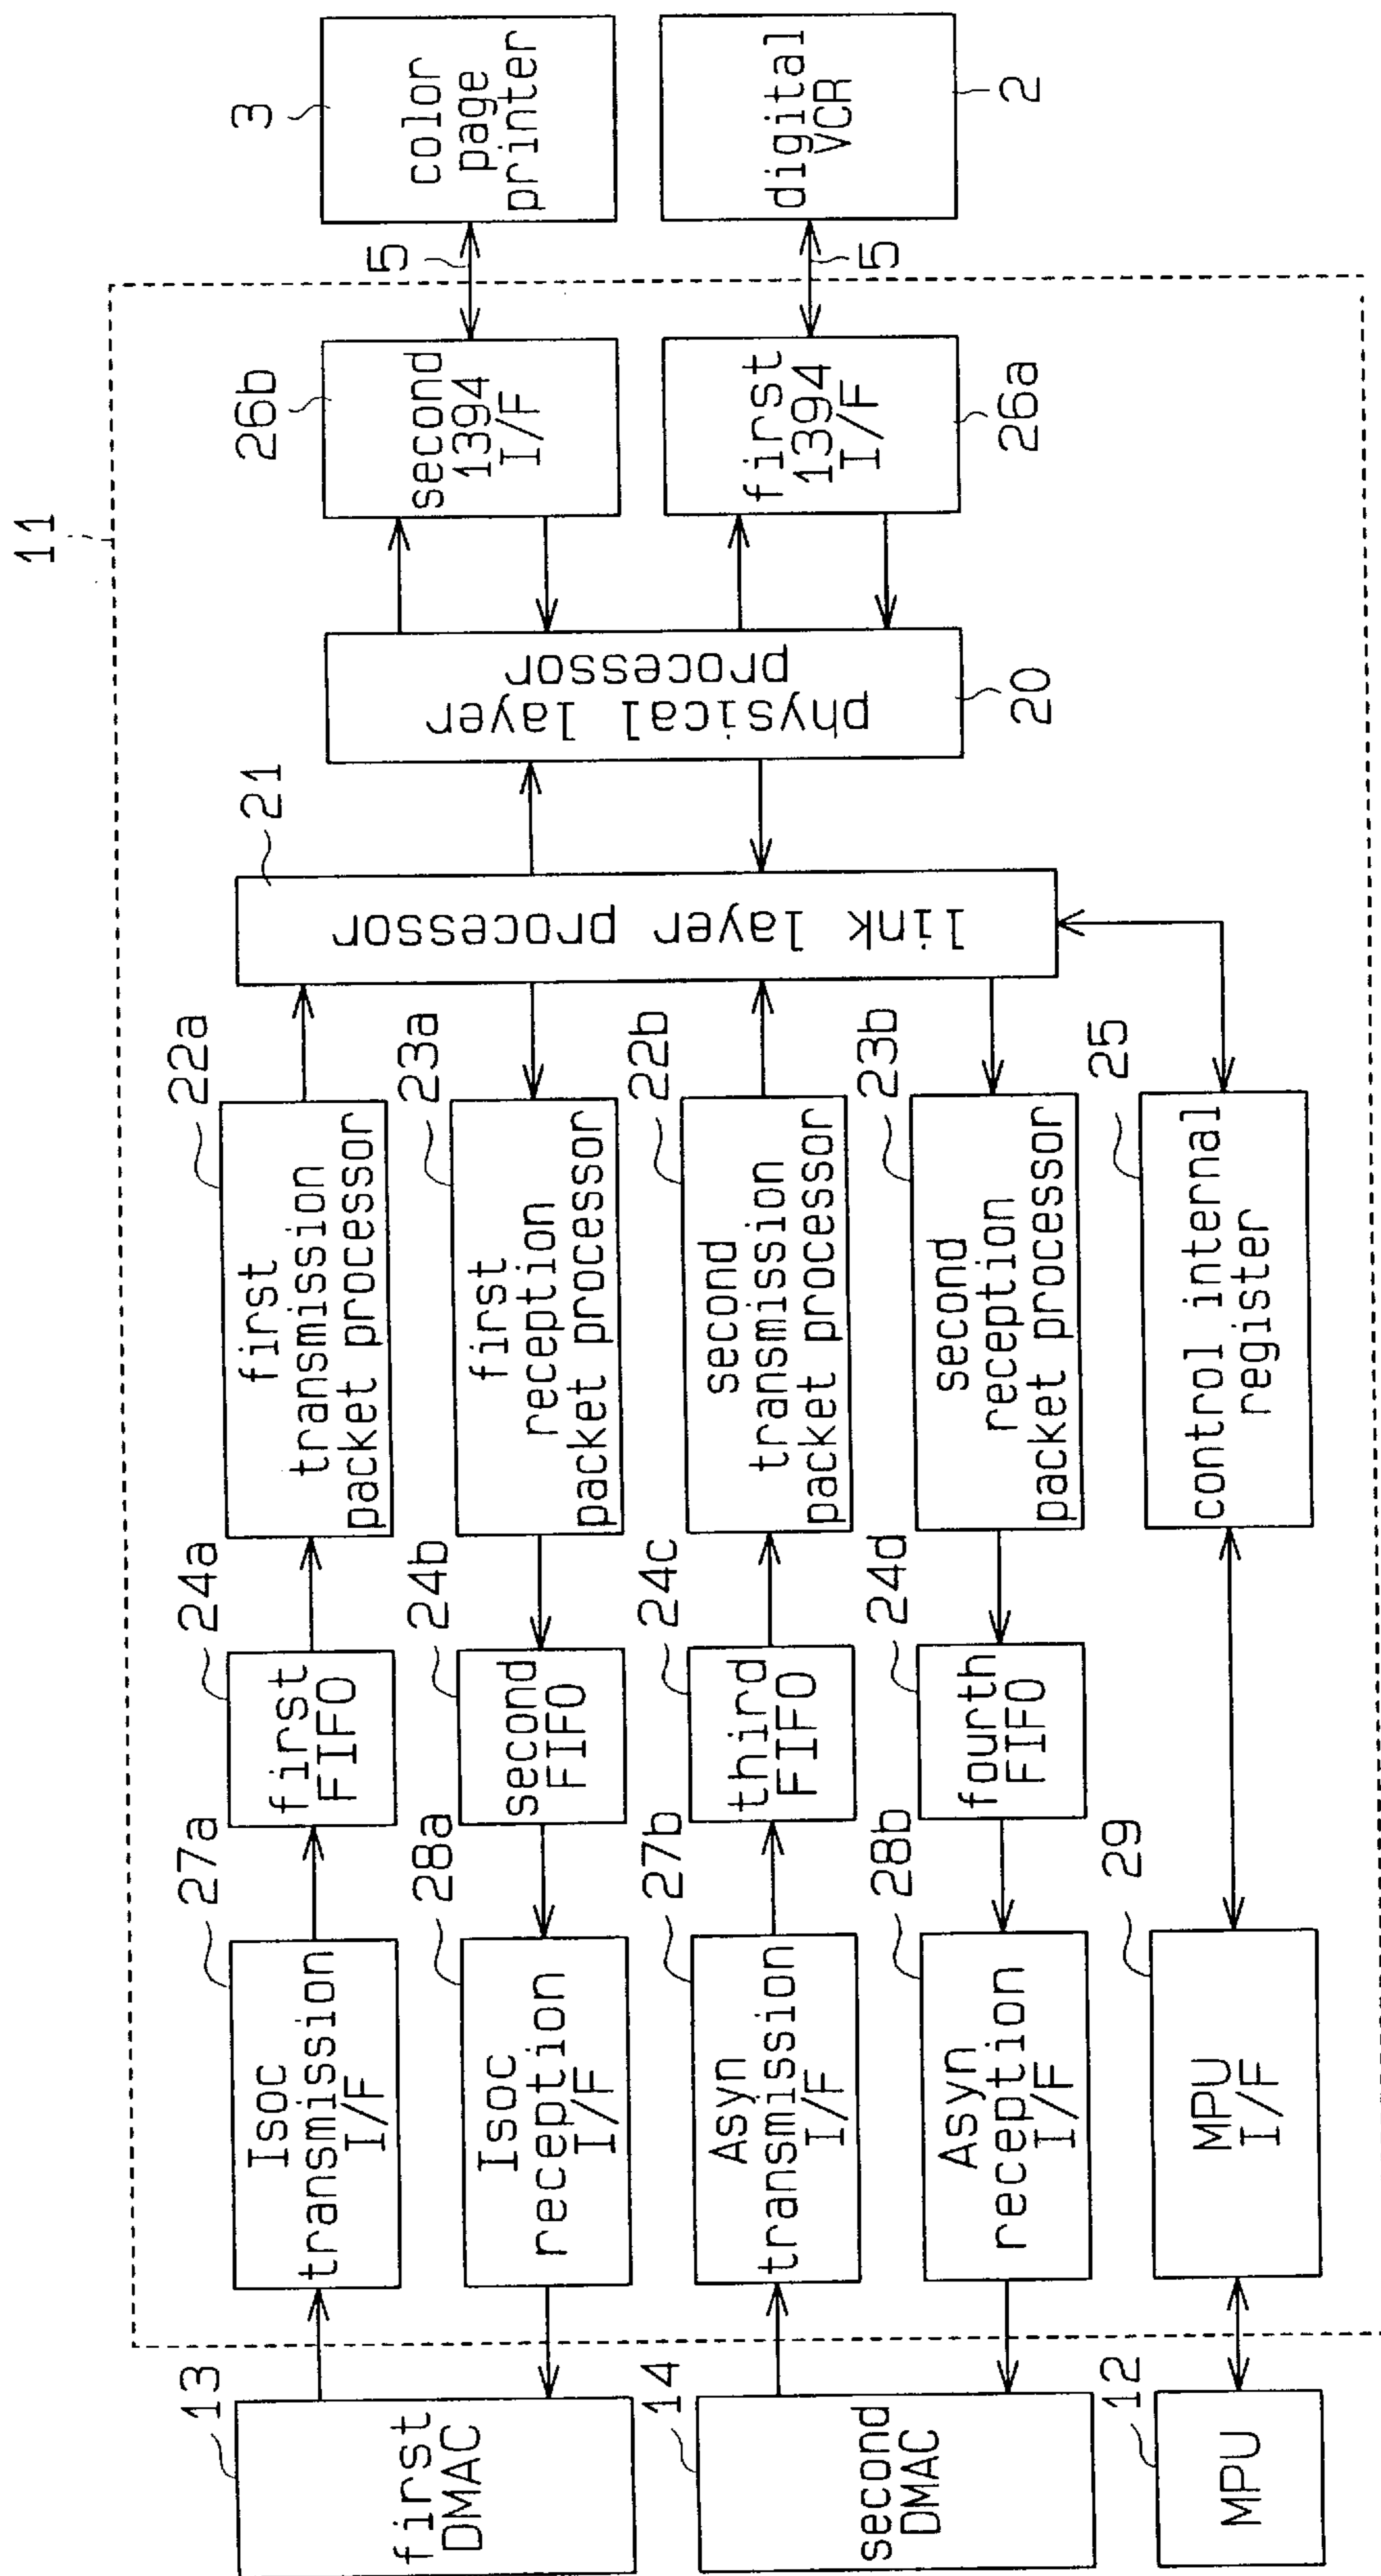 11
13
first
DMAC
14
second
DMAC
12
MPU
27a
Isoc
transmission
I/F
28a
Isoc
reception
I/F
27b
Asyn
transmission
I/F
28b
Asyn
reception
I/F
29
MPU
I/F
24a
first
FIFO
24b
second
FIFO
24c
third
FIFO
24d
fourth
FIFO
22a
first
transmission
packet processor
23a
first
reception
packet processor
22b
second
transmission
packet processor
23b
second
reception
packet processor
25
control internal
register
21
link layer processor
physical layer
processor
20
26b
second
1394
I/F
first
1394
I/F
26a
5
5
3
color
page
printer
digital
VCR
2